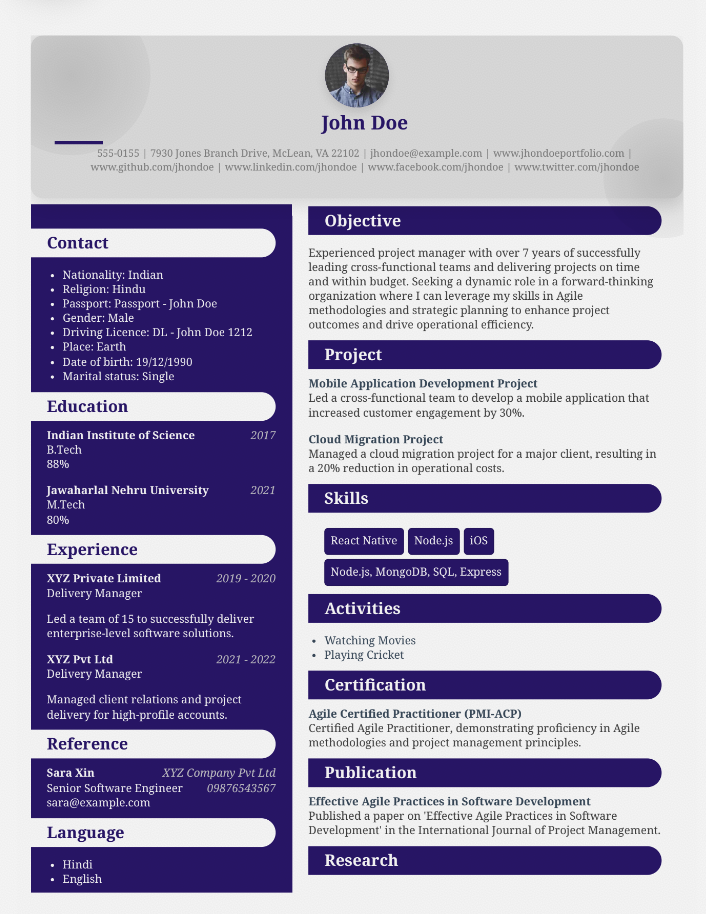 John Doe
555-0155 | 7930 Jones Branch Drive, McLean, VA 22102 | jhondoe@example.com | www.jhondoeportfolio.com |
www.github.com/jhondoe | www.linkedin.com/jhondoe | www.facebook.com/jhondoe | www.twitter.com/jhondoe
Contact
• Nationality: Indian
• Religion: Hindu
• Passport: Passport - John Doe
• Gender: Male
• Driving Licence: DL - John Doe 1212
• Place: Earth
• Date of birth: 19/12/1990
• Marital status: Single
Education
Indian Institute of Science 2017
B.Tech
88%
Jawaharlal Nehru University 2021
M.Tech
80%
Experience
XYZ Private Limited 2019 - 2020
Delivery Manager
Led a team of 15 to successfully deliver
enterprise-level software solutions.
XYZ Pvt Ltd 2021 - 2022
Delivery Manager
Managed client relations and project
delivery for high-profile accounts.
Reference
Sara Xin XYZ Company Pvt Ltd
Senior Software Engineer 09876543567
sara@example.com
Language
• Hindi
• English
Objective
Experienced project manager with over 7 years of successfully
leading cross-functional teams and delivering projects on time
and within budget. Seeking a dynamic role in a forward-thinking
organization where I can leverage my skills in Agile
methodologies and strategic planning to enhance project
outcomes and drive operational efficiency.
Project
Mobile Application Development Project
Led a cross-functional team to develop a mobile application that
increased customer engagement by 30%.
Cloud Migration Project
Managed a cloud migration project for a major client, resulting in
a 20% reduction in operational costs.
Skills
React Native Node.js iOS
Node.js, MongoDB, SQL, Express
Activities
• Watching Movies
• Playing Cricket
Certification
Agile Certified Practitioner (PMI-ACP)
Certified Agile Practitioner, demonstrating proficiency in Agile
methodologies and project management principles.
Publication
Effective Agile Practices in Software Development
Published a paper on 'Effective Agile Practices in Software
Development' in the International Journal of Project Management.
Research